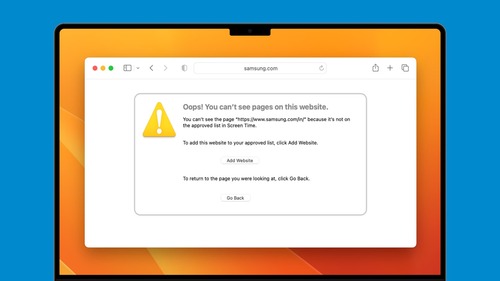 samsung.com
Oops! You can't see pages on this website.
You can't see the page "https://www.samsung.com/in/" because it's not
on the approved list in Screen Time.
To add this website to your approved list, click Add Website.
Add Website
To return to the page you were looking at, click Go Back.
Go Back